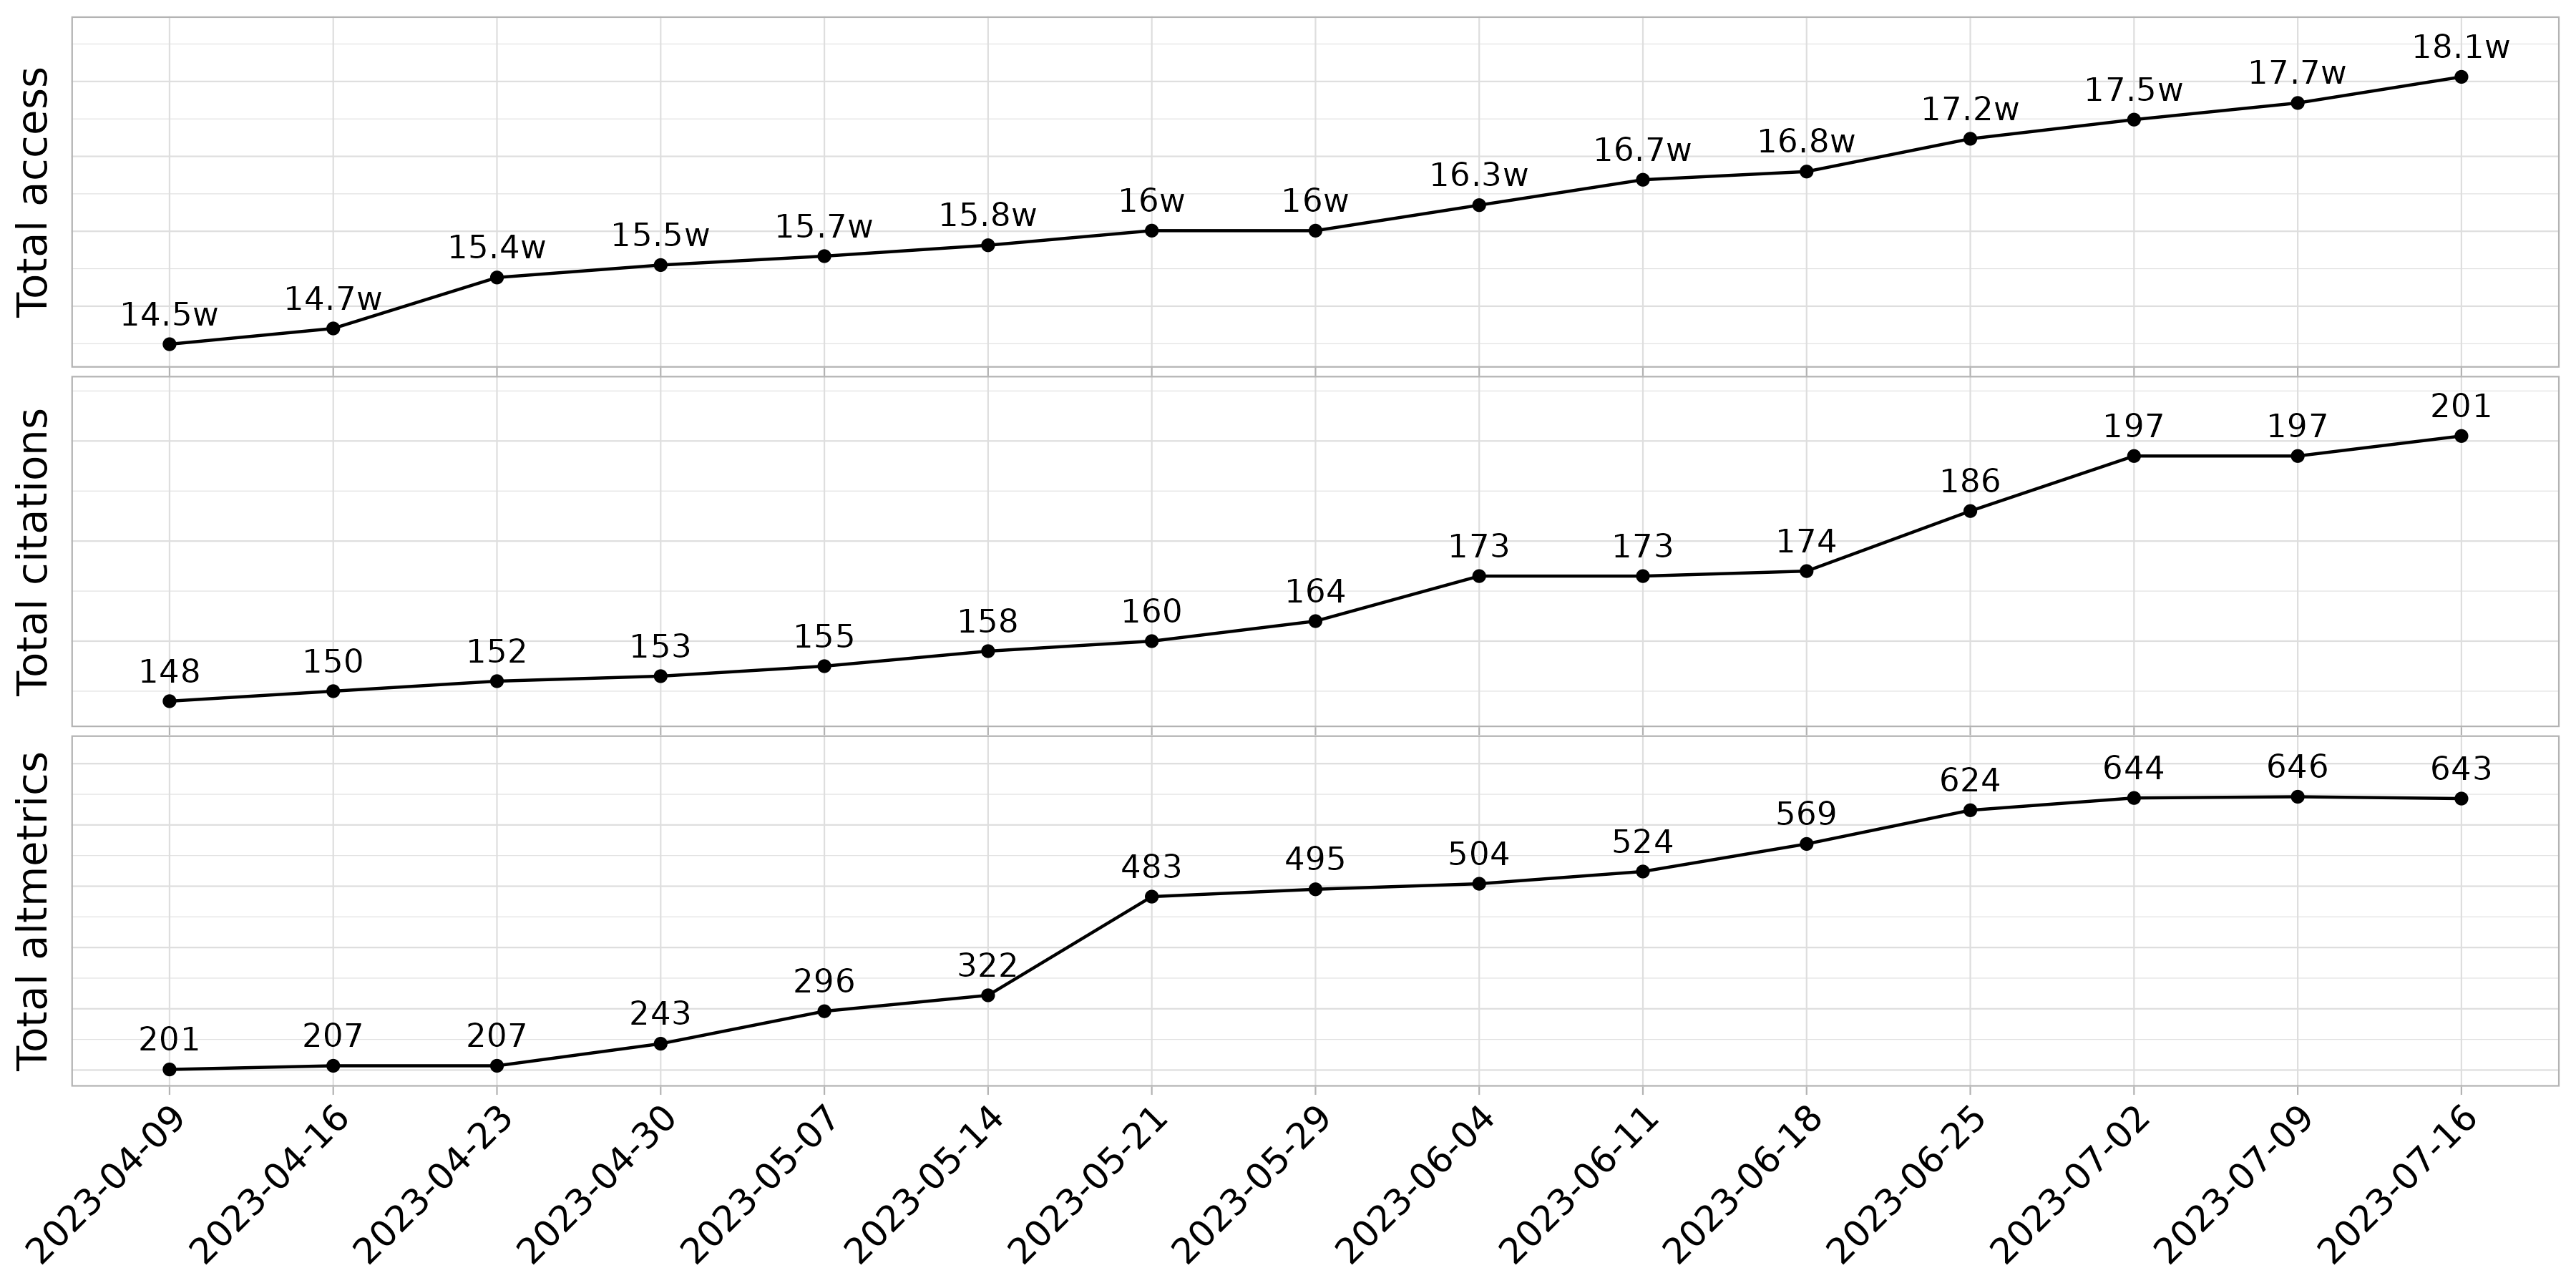 Total access
14.5w 14.7w 15.4w 15.5w 15.7w 15.8w 16w 16w 16.3w 16.7w 16.8w 17.2w 17.5w 17.7w 18.1w
Total citations
148 150 152 153 155 158 160 164 173 173 174 186 197 197 201
Total altmetrics
201 207 207 243 296 322 483 495 504 524 569 624 644 646 643
2023-04-09 2023-04-16 2023-04-23 2023-04-30 2023-05-07 2023-05-14 2023-05-21 2023-05-29 2023-06-04 2023-06-11 2023-06-18 2023-06-25 2023-07-02 2023-07-09 2023-07-16